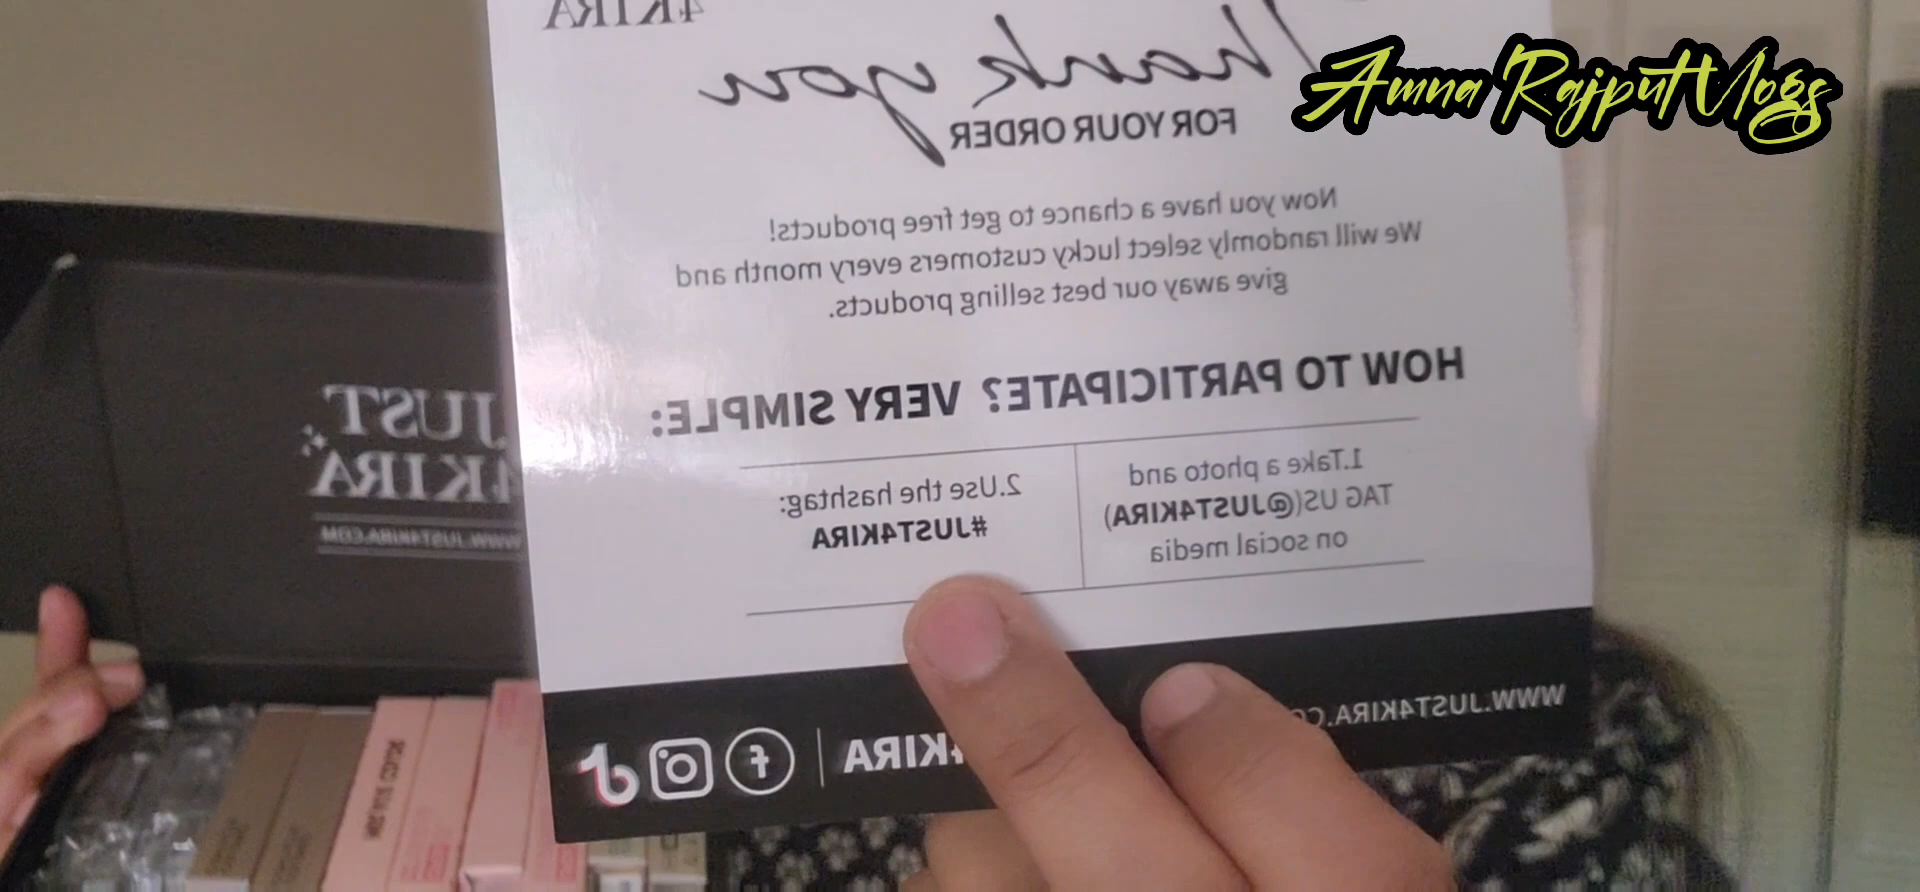 4KIRA
Thank you
FOR YOUR ORDER
Amna Rajput Vlogs
Now you have a chance to get free products!
We will randomly select lucky customers every month and
give away our best selling products.
HOW TO PARTICIPATE? VERY SIMPLE:
1.Take a photo and
TAG US(@JUST4KIRA)
on social media
2.Use the hashtag:
#JUST4KIRA
WWW.JUST4KIRA.CO
4KIRA
JUST
4KIRA
WWW.JUST4KIRA.COM